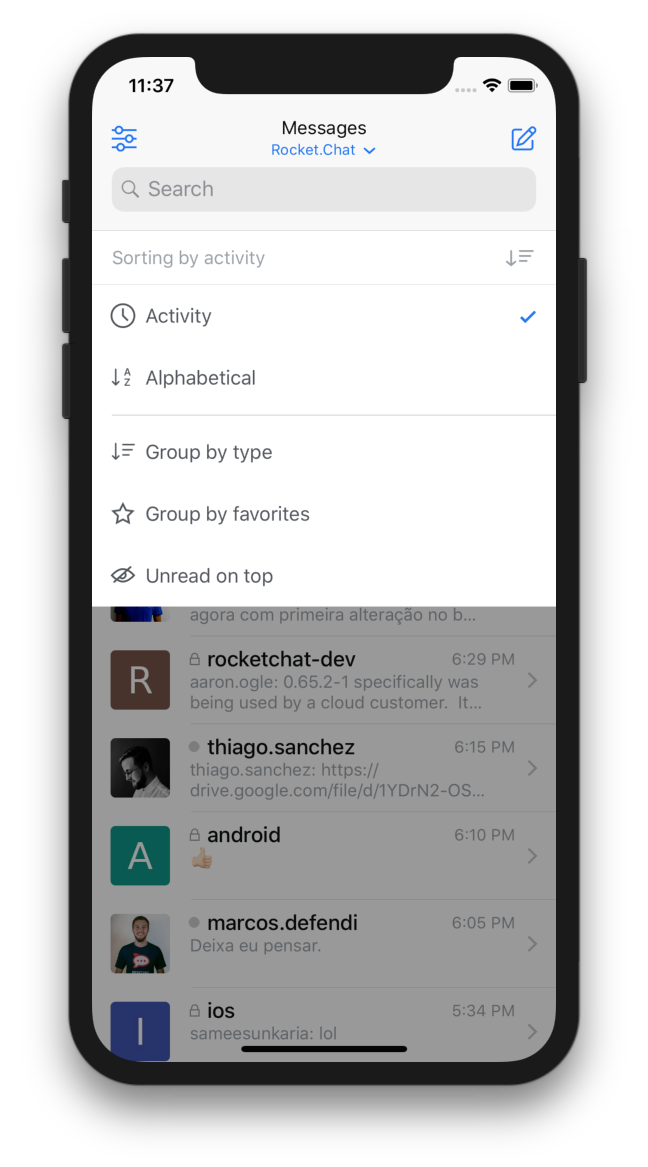 11:37
Messages
Rocket.Chat
Search
Sorting by activity
Activity
A
Z
Alphabetical
Group by type
Group by favorites
Unread on top
agora com primeira alteração no b...
R
rocketchat-dev
6:29 PM
aaron.ogle: 0.65.2-1 specifically was
being used by a cloud customer.  It...
thiago.sanchez
6:15 PM
thiago.sanchez: https://
drive.google.com/file/d/1YDrN2-OS...
A
android
6:10 PM
👍🏻
marcos.defendi
6:05 PM
Deixa eu pensar.
I
ios
5:34 PM
sameesunkaria: lol